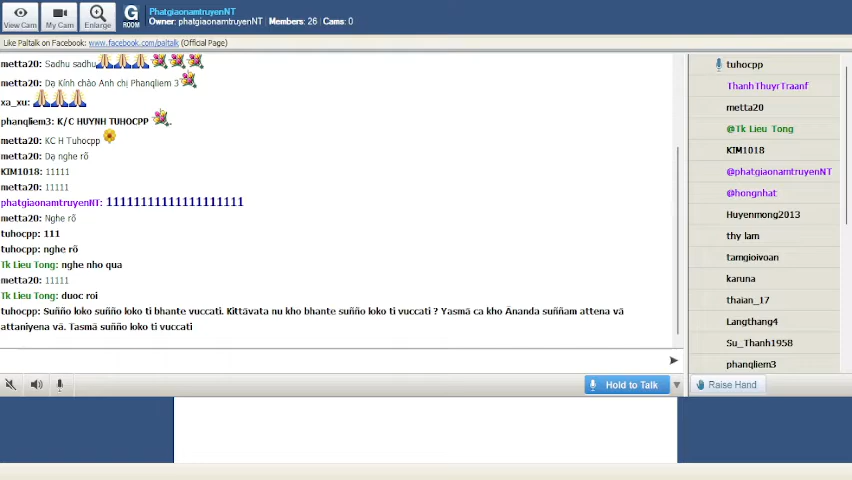 PhatgiaonamtruyenNT
Owner: phatgiaonamtruyenNT Members: 26 Cams: 0
View Cam My Cam Enlarge G ROOM
Like Paltalk on Facebook: www.facebook.com/paltalk (Official Page)
metta20: Sadhu sadhu
metta20: Dạ Kính chào Anh chị Phanqliem 3
xa_xu:
phanqliem3: K/C HUYNH TUHOCPP
metta20: KC H Tuhocpp
metta20: Dạ nghe rõ
KIM1018: 11111
metta20: 11111
phatgiaonamtruyenNT: 11111111111111111111
metta20: Nghe rõ
tuhocpp: 111
tuhocpp: nghe rõ
Tk Lieu Tong: nghe nho qua
metta20: 11111
Tk Lieu Tong: duoc roi
tuhocpp: Suñño loko suñño loko ti bhante vuccati. Kittāvata nu kho bhante suñño loko ti vuccati ? Yasmā ca kho Ānanda suññam attena vā
attaniyena vā. Tasmā suñño loko ti vuccati
Hold to Talk
tuhocpp
ThanhThuyrTraanf
metta20
@Tk Lieu Tong
KIM1018
@phatgiaonamtruyenNT
@hongnhat
Huyenmong2013
thy lam
tamgioivoan
karuna
thaian_17
Langthang4
Su_Thanh1958
phanqliem3
Raise Hand